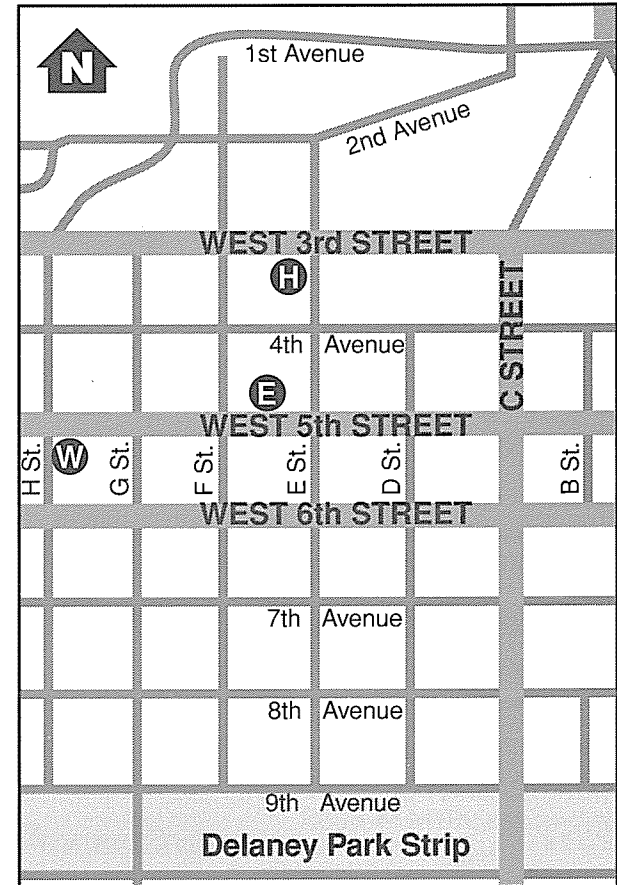 N
1st Avenue
2nd Avenue
WEST 3rd STREET
H
C STREET
4th Avenue
E
WEST 5th STREET
H St.
W
G St.
F St.
E St.
D St.
B St.
WEST 6th STREET
7th Avenue
8th Avenue
9th Avenue
Delaney Park Strip